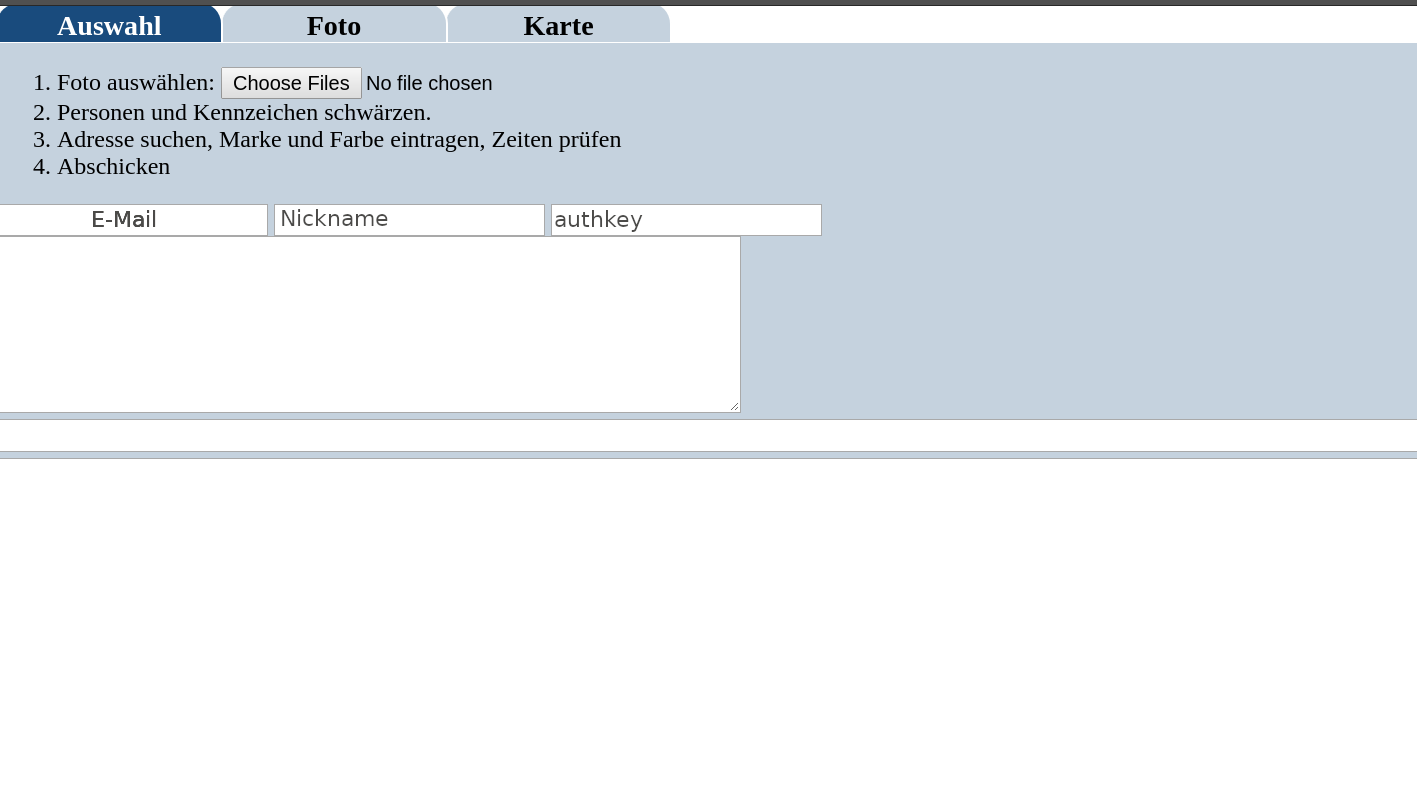 Auswahl Foto Karte
1. Foto auswählen: Choose Files No file chosen
2. Personen und Kennzeichen schwärzen.
3. Adresse suchen, Marke und Farbe eintragen, Zeiten prüfen
4. Abschicken
E-Mail Nickname authkey